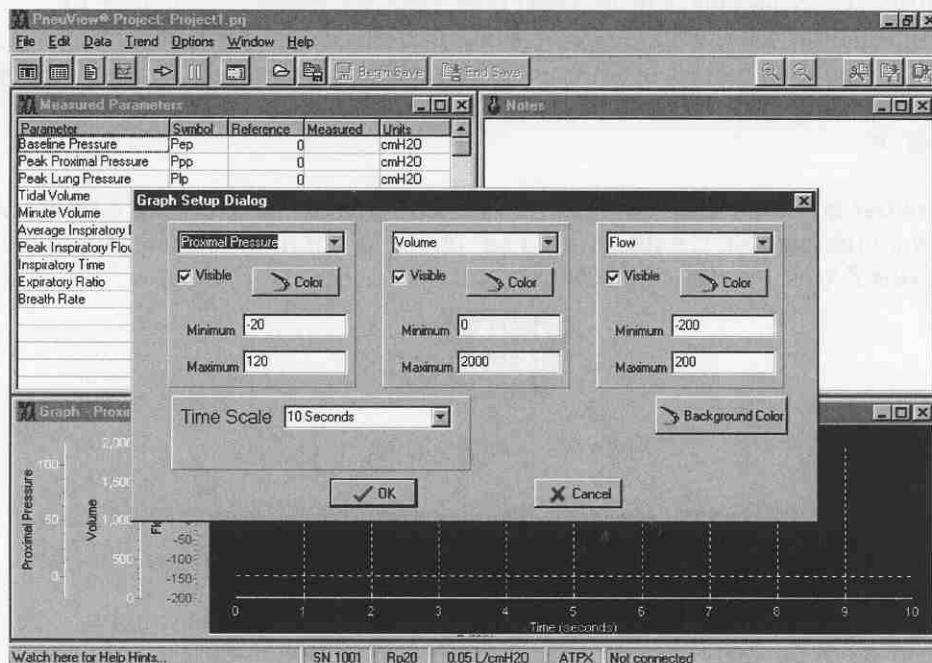 PneuView® Project: Project1.prj
File Edit Data Trend Options Window Help
Begin Save End Save
Measured Parameters
Notes
Parameter Symbol Reference Measured Units
Baseline Pressure Pep 0 cmH2O
Peak Proximal Pressure Ppp 0 cmH2O
Peak Lung Pressure Plp 0 cmH2O
Tidal Volume
Minute Volume
Average Inspiratory
Peak Inspiratory Flo
Inspiratory Time
Expiratory Ratio
Breath Rate
Graph Setup Dialog
Proximal Pressure Volume Flow
Visible Color Visible Color Visible Color
Minimum -20 Minimum 0 Minimum -200
Maximum 120 Maximum 2000 Maximum 200
Time Scale 10 Seconds
Background Color
OK Cancel
Graph - Proxi
Proximal Pressure
100
50
0
Volume
2,000
1,500
1,000
500
0
Fl
-50
-100
-150
-200
0 1 2 3 4 5 6 7 8 9 10
Time (seconds)
Watch here for Help Hints... SN 1001 Rp20 0.05 L/cmH2O ATPX Not connected